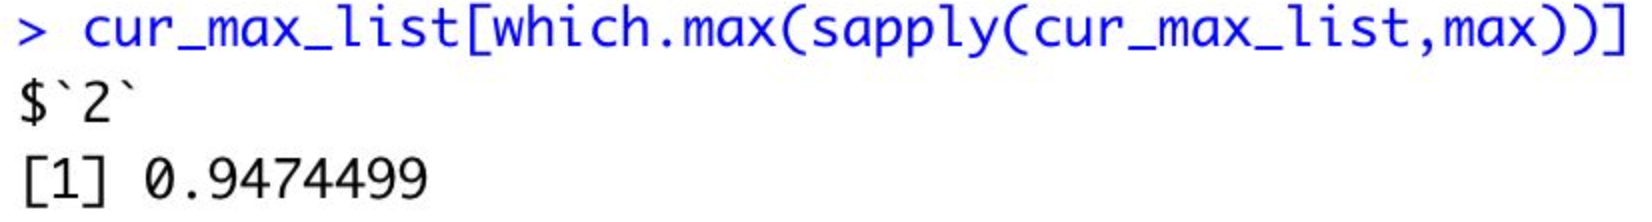 > cur_max_list[which.max(sapply(cur_max_list,max))]
$`2`
[1] 0.9474499